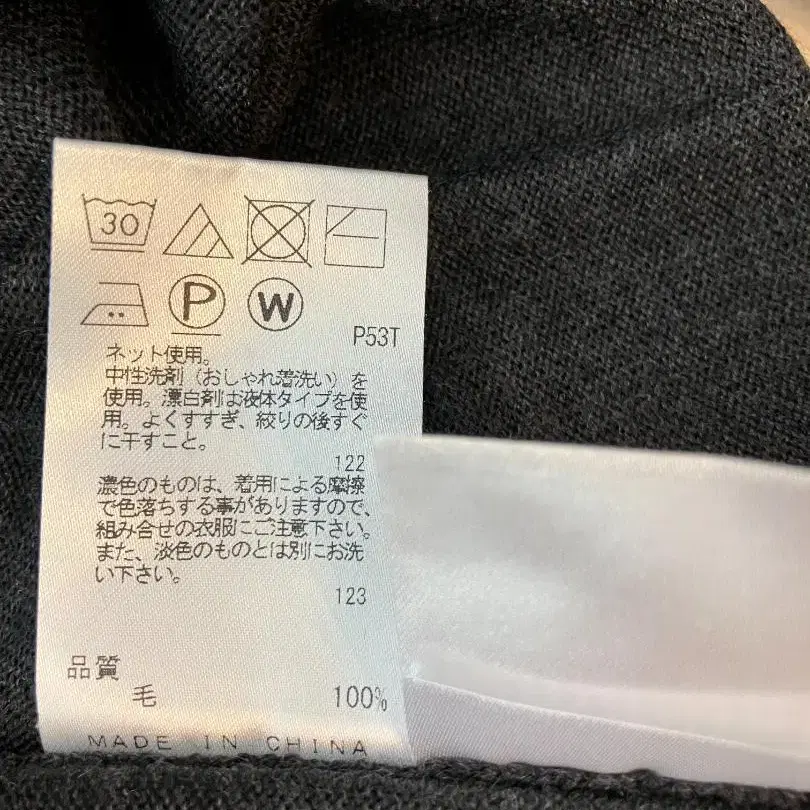 30
P W
P53T
ネット使用。
中性洗剤（おしゃれ着洗い）を
使用。漂白剤は液体タイプを使
用。よくすすぎ、絞りの後すぐ
に干すこと。
122
濃色のものは、着用による摩擦
で色落ちする事がありますので、
組み合せの衣服にご注意下さい。
また、淡色のものとは別にお洗
い下さい。
123
品質
毛 100%
MADE IN CHINA